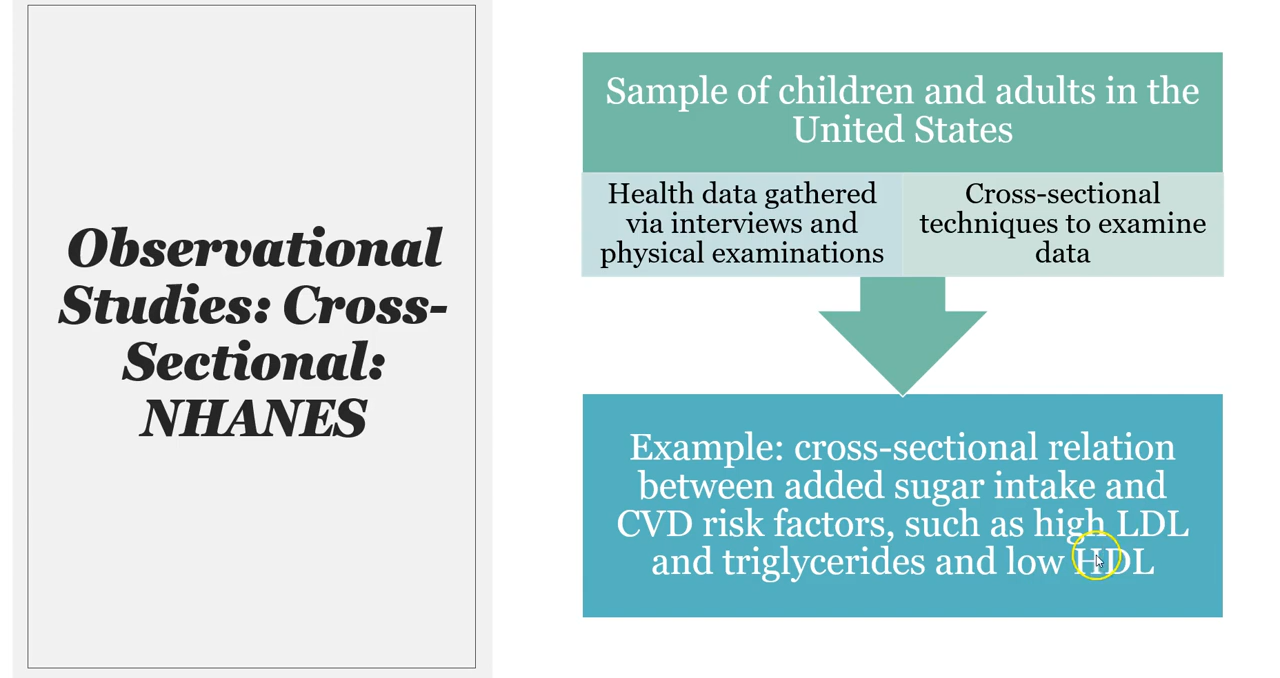 Observational
Studies: Cross-
Sectional:
NHANES
Sample of children and adults in the
United States
Health data gathered
via interviews and
physical examinations
Cross-sectional
techniques to examine
data
Example: cross-sectional relation
between added sugar intake and
CVD risk factors, such as high LDL
and triglycerides and low HDL